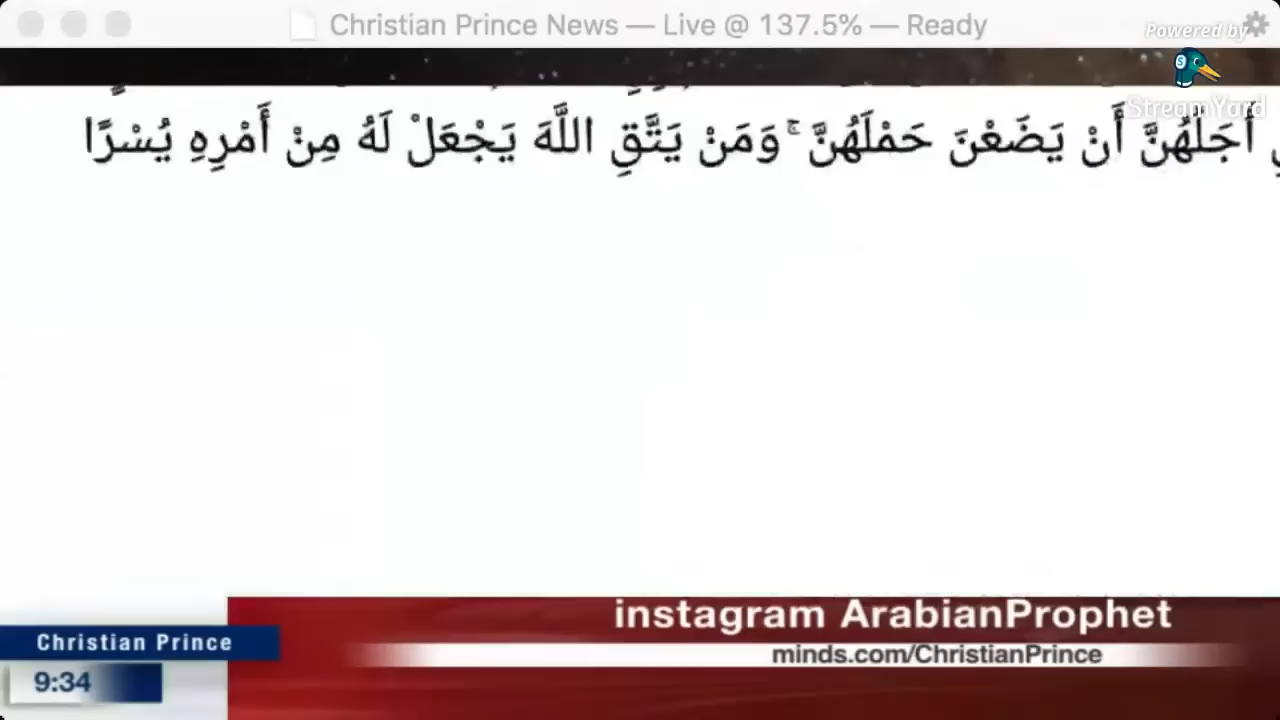 Christian Prince News — Live @ 137.5% — Ready
Powered by
StreamYard
أَجَلُهُنَّ أَنْ يَضَعْنَ حَمْلَهُنَّ ۚ وَمَنْ يَتَّقِ اللَّهَ يَجْعَلْ لَهُ مِنْ أَمْرِهِ يُسْرًا
instagram ArabianProphet
minds.com/ChristianPrince
Christian Prince
9:34